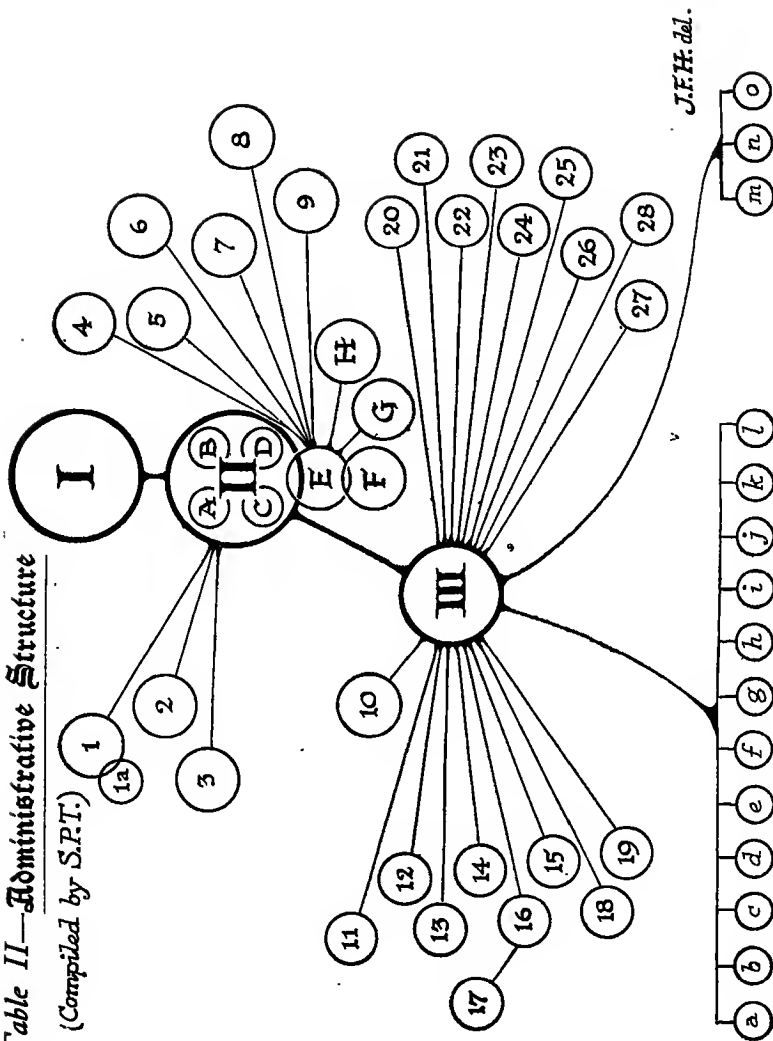 Table II—Administrative Structure
(Compiled by S.P.T.)
I
II
A B
C D
E
F
G
H
1
1a
2
3
4
5
6
7
8
9
III
10
11
12
13
14
15
16
17
18
19
20
21
22
23
24
25
26
27
28
J.F.H. del.
a b c d e f g h i j k l
m n o